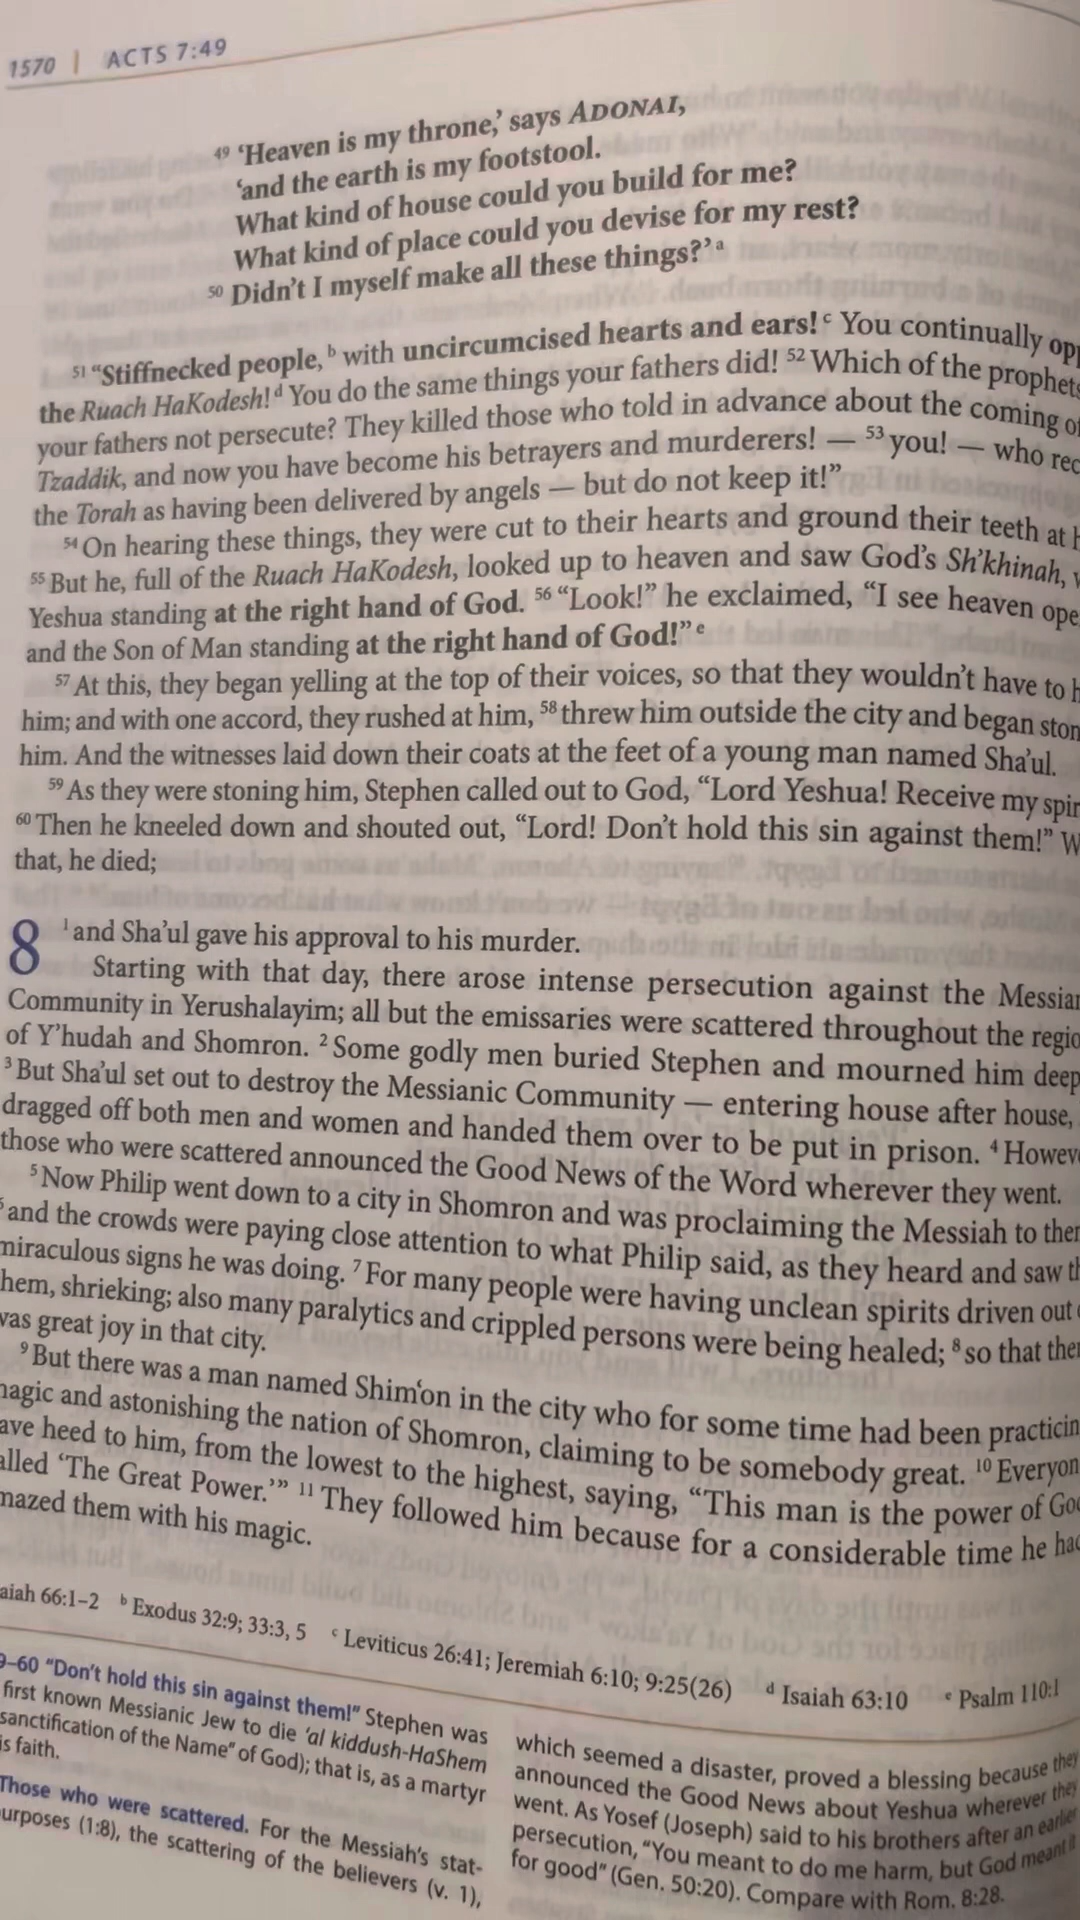 1570 | ACTS 7:49
49 ‘Heaven is my throne,’ says ADONAI,
‘and the earth is my footstool.
What kind of house could you build for me?
What kind of place could you devise for my rest?
50 Didn’t I myself make all these things?’ a
51 “Stiffnecked people, b with uncircumcised hearts and ears! c You continually opp
the Ruach HaKodesh! d You do the same things your fathers did! 52 Which of the prophets
your fathers not persecute? They killed those who told in advance about the coming of
Tzaddik, and now you have become his betrayers and murderers! — 53 you! — who rec
the Torah as having been delivered by angels — but do not keep it!”
54 On hearing these things, they were cut to their hearts and ground their teeth at h
55 But he, full of the Ruach HaKodesh, looked up to heaven and saw God’s Sh’khinah, w
Yeshua standing at the right hand of God. 56 “Look!” he exclaimed, “I see heaven ope
and the Son of Man standing at the right hand of God!” e
57 At this, they began yelling at the top of their voices, so that they wouldn’t have to h
him; and with one accord, they rushed at him, 58 threw him outside the city and began ston
him. And the witnesses laid down their coats at the feet of a young man named Sha’ul.
59 As they were stoning him, Stephen called out to God, “Lord Yeshua! Receive my spir
60 Then he kneeled down and shouted out, “Lord! Don’t hold this sin against them!” W
that, he died;
8 1 and Sha’ul gave his approval to his murder.
Starting with that day, there arose intense persecution against the Messian
Community in Yerushalayim; all but the emissaries were scattered throughout the regio
of Y’hudah and Shomron. 2 Some godly men buried Stephen and mourned him deep
3 But Sha’ul set out to destroy the Messianic Community — entering house after house,
dragged off both men and women and handed them over to be put in prison. 4 Howeve
those who were scattered announced the Good News of the Word wherever they went.
5 Now Philip went down to a city in Shomron and was proclaiming the Messiah to them
6 and the crowds were paying close attention to what Philip said, as they heard and saw th
miraculous signs he was doing. 7 For many people were having unclean spirits driven out o
hem, shrieking; also many paralytics and crippled persons were being healed; 8 so that ther
was great joy in that city.
9 But there was a man named Shim‘on in the city who for some time had been practicin
magic and astonishing the nation of Shomron, claiming to be somebody great. 10 Everyon
ave heed to him, from the lowest to the highest, saying, “This man is the power of God
alled ‘The Great Power.’” 11 They followed him because for a considerable time he had
mazed them with his magic.
aiah 66:1–2 b Exodus 32:9; 33:3, 5 c Leviticus 26:41; Jeremiah 6:10; 9:25(26) d Isaiah 63:10 e Psalm 110:1
9–60 “Don’t hold this sin against them!” Stephen was
first known Messianic Jew to die ‘al kiddush-HaShem
sanctification of the Name” of God); that is, as a martyr
is faith.
Those who were scattered. For the Messiah’s stat-
urposes (1:8), the scattering of the believers (v. 1),
which seemed a disaster, proved a blessing because they
announced the Good News about Yeshua wherever they
went. As Yosef (Joseph) said to his brothers after an earlier
persecution, “You meant to do me harm, but God meant it
for good” (Gen. 50:20). Compare with Rom. 8:28.